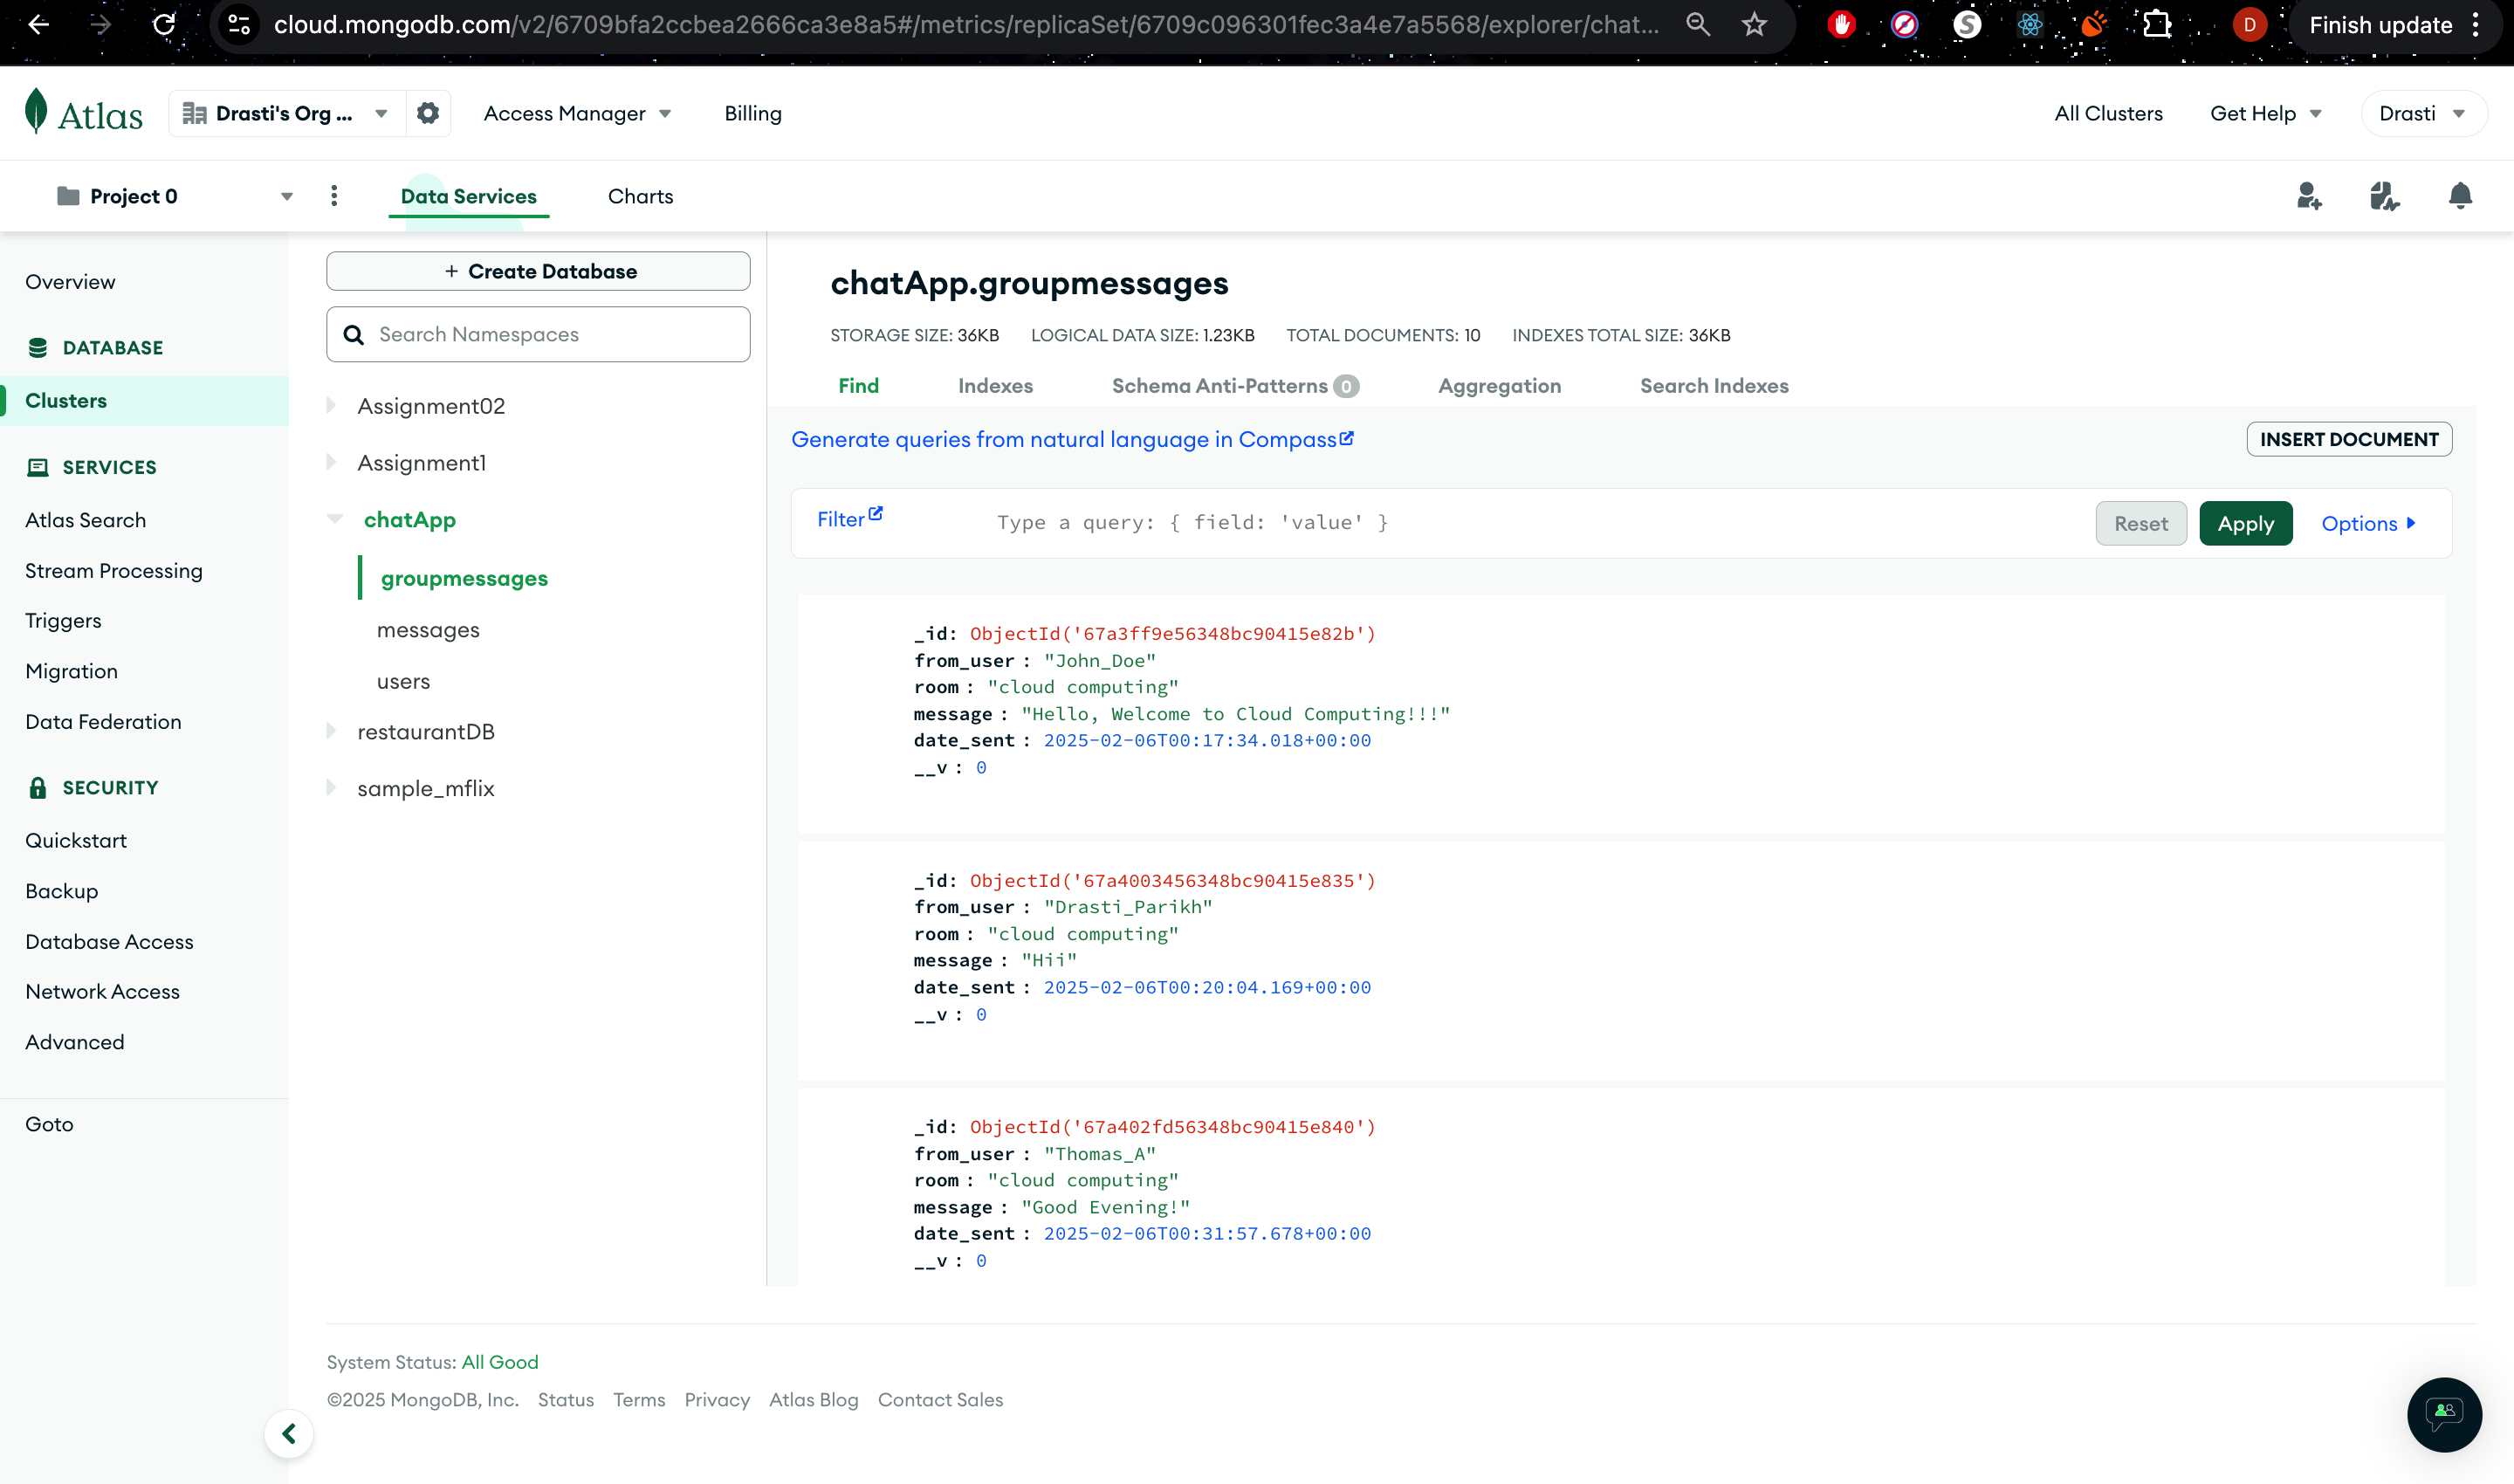 cloud.mongodb.com/v2/6709bfa2ccbea2666ca3e8a5#/metrics/replicaSet/6709c096301fec3a4e7a5568/explorer/chat...
S
D
Finish update
Atlas
Drasti's Org ...
Access Manager
Billing
All Clusters
Get Help
Drasti
Project 0
Data Services
Charts
Overview
DATABASE
Clusters
SERVICES
Atlas Search
Stream Processing
Triggers
Migration
Data Federation
SECURITY
Quickstart
Backup
Database Access
Network Access
Advanced
Goto
+ Create Database
Search Namespaces
Assignment02
Assignment1
chatApp
groupmessages
messages
users
restaurantDB
sample_mflix
chatApp.groupmessages
STORAGE SIZE: 36KB LOGICAL DATA SIZE: 1.23KB TOTAL DOCUMENTS: 10 INDEXES TOTAL SIZE: 36KB
Find Indexes Schema Anti-Patterns 0 Aggregation Search Indexes
Generate queries from natural language in Compass
INSERT DOCUMENT
Filter
Type a query: { field: 'value' }
Reset
Apply
Options
_id: ObjectId('67a3ff9e56348bc90415e82b')
from_user : "John_Doe"
room : "cloud computing"
message : "Hello, Welcome to Cloud Computing!!!"
date_sent : 2025-02-06T00:17:34.018+00:00
__v : 0
_id: ObjectId('67a4003456348bc90415e835')
from_user : "Drasti_Parikh"
room : "cloud computing"
message : "Hii"
date_sent : 2025-02-06T00:20:04.169+00:00
__v : 0
_id: ObjectId('67a402fd56348bc90415e840')
from_user : "Thomas_A"
room : "cloud computing"
message : "Good Evening!"
date_sent : 2025-02-06T00:31:57.678+00:00
__v : 0
System Status: All Good
©2025 MongoDB, Inc. Status Terms Privacy Atlas Blog Contact Sales